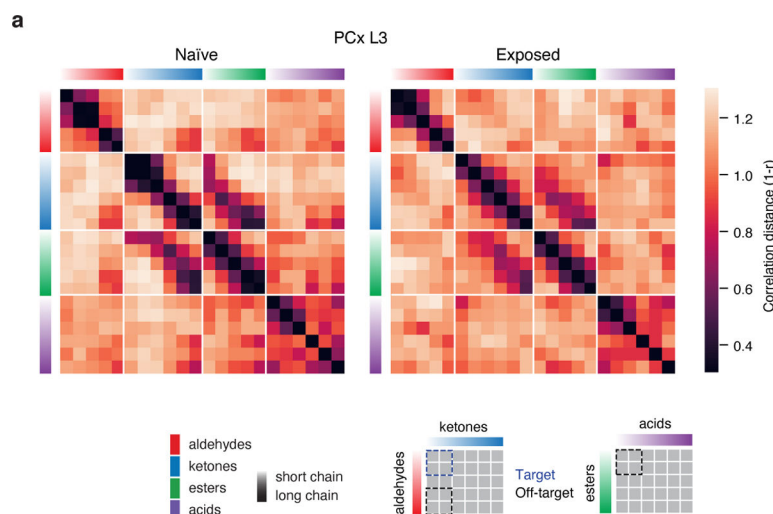 a
PCx L3
Naïve
Exposed
1.2
1.0
0.8
0.6
0.4
Correlation distance (1-r)
aldehydes
ketones
esters
acids
short chain
long chain
ketones
aldehydes
Target
Off-target
acids
esters